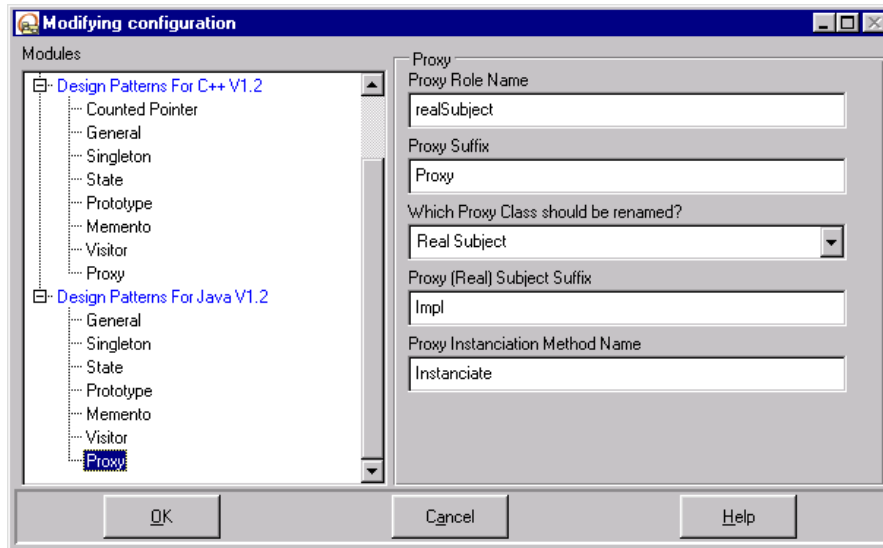 Modifying configuration
Modules
Design Patterns For C++ V1.2
Counted Pointer
General
Singleton
State
Prototype
Memento
Visitor
Proxy
Design Patterns For Java V1.2
General
Singleton
State
Prototype
Memento
Visitor
Proxy
Proxy
Proxy Role Name
realSubject
Proxy Suffix
Proxy
Which Proxy Class should be renamed?
Real Subject
Proxy (Real) Subject Suffix
Impl
Proxy Instanciation Method Name
Instanciate
OK
Cancel
Help